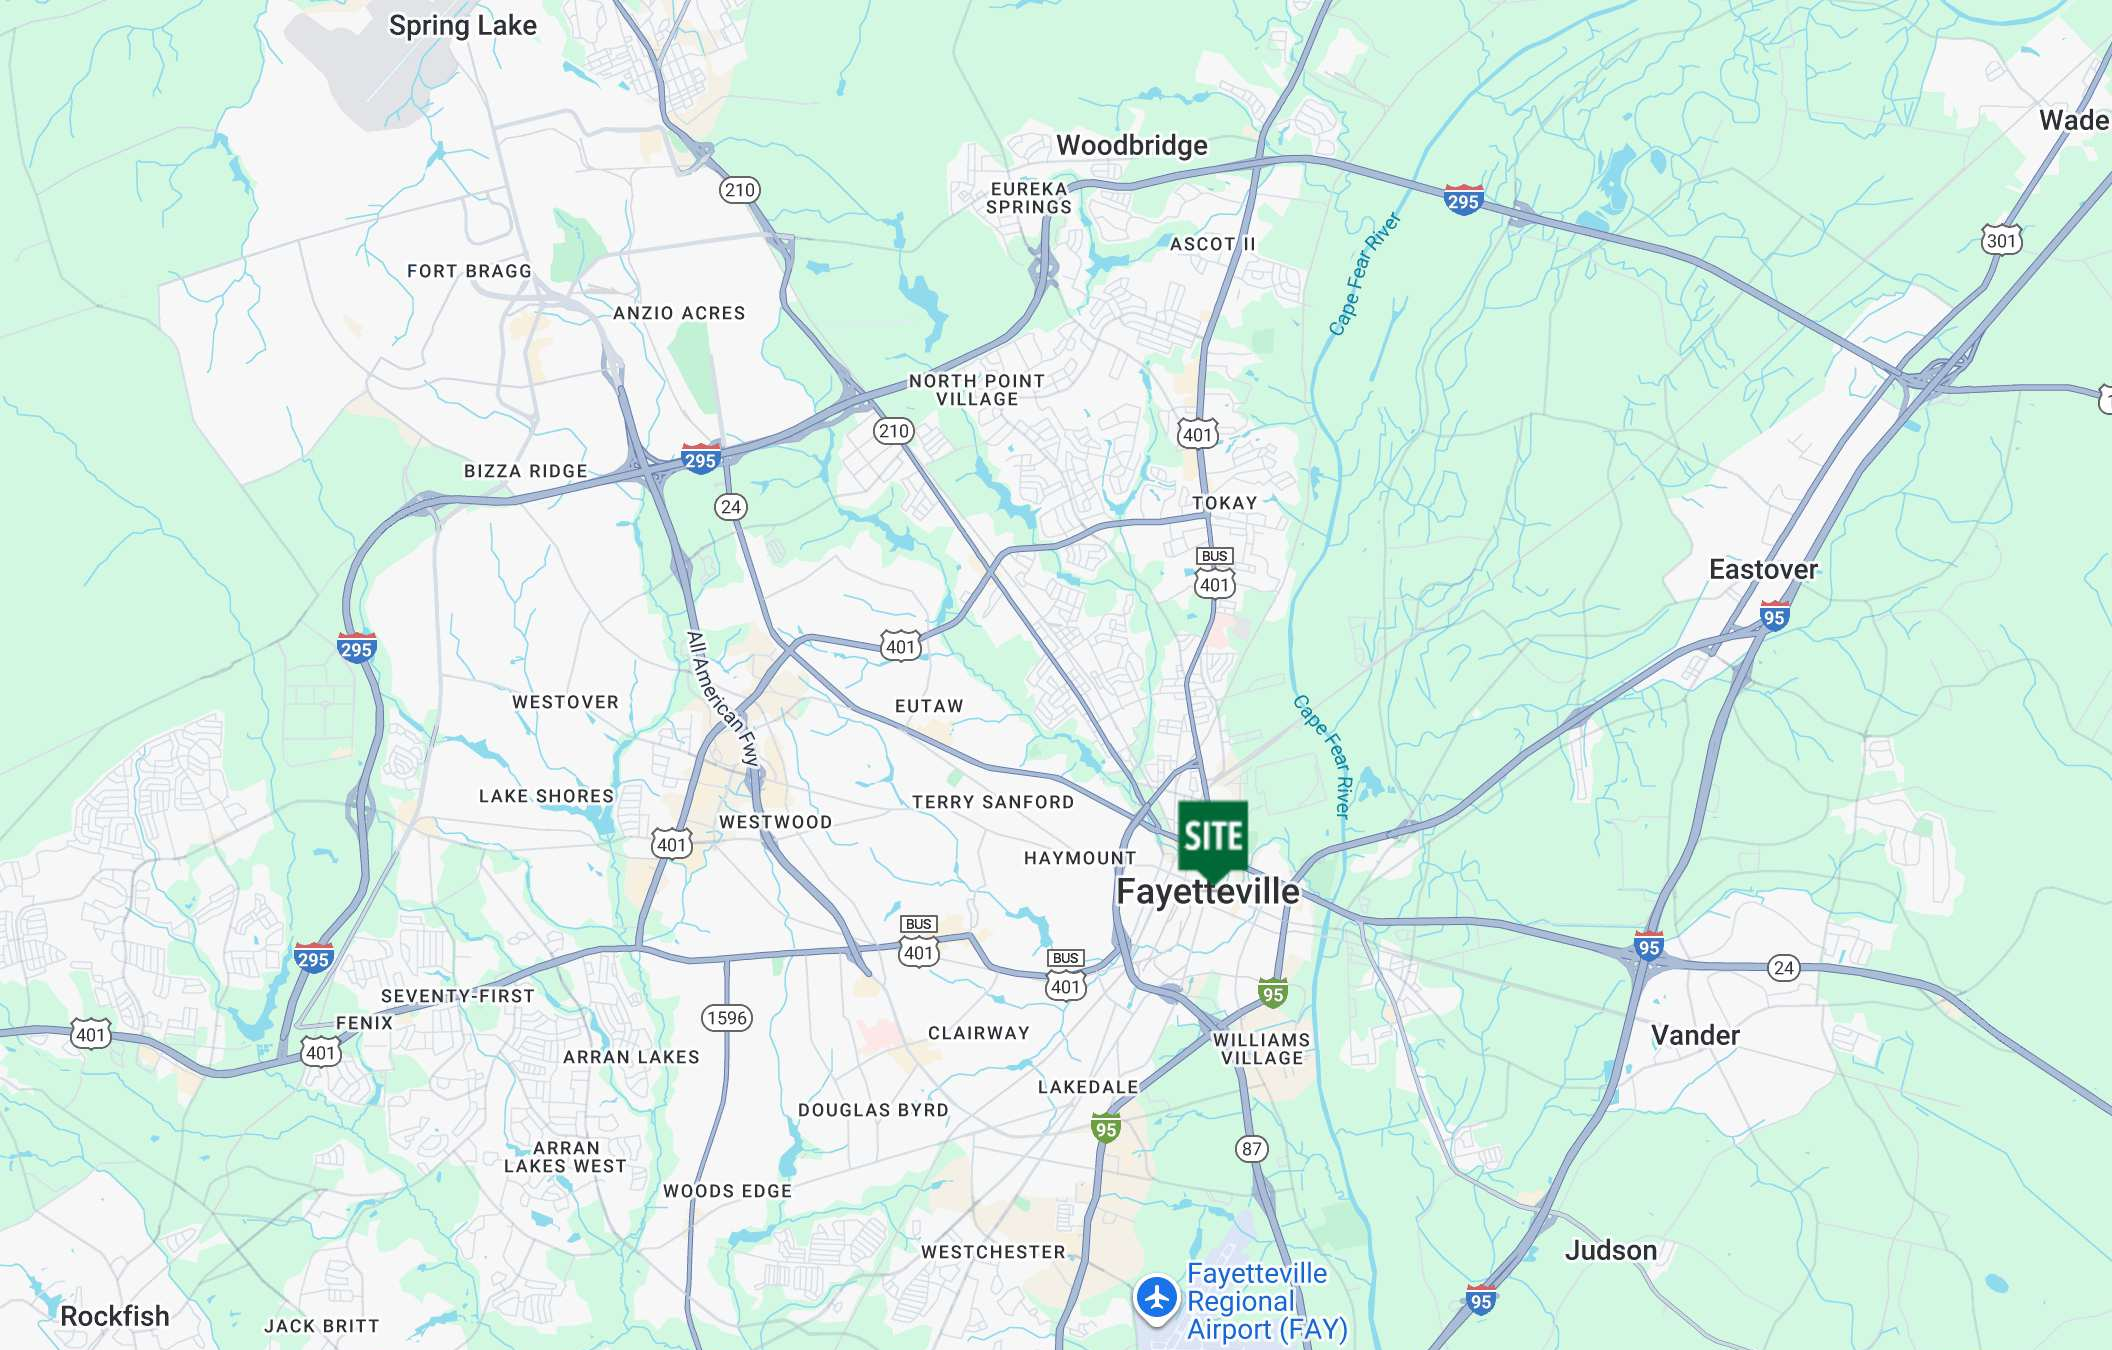 Spring Lake
Wade
Woodbridge
210
EUREKA
SPRINGS
295
301
ASCOT II
Cape Fear River
FORT BRAGG
ANZIO ACRES
NORTH POINT
VILLAGE
1
210
401
295
BIZZA RIDGE
24
TOKAY
BUS
401
Eastover
95
295
401
All American Fwy
WESTOVER
EUTAW
Cape Fear River
LAKE SHORES
TERRY SANFORD
WESTWOOD
401
SITE
HAYMOUNT
Fayetteville
BUS
401
95
295
BUS
401
24
SEVENTY-FIRST
95
FENIX
1596
401
401
CLAIRWAY
WILLIAMS
VILLAGE
Vander
ARRAN LAKES
LAKEDALE
DOUGLAS BYRD
95
87
ARRAN
LAKES WEST
WOODS EDGE
WESTCHESTER
Judson
Fayetteville
Regional
Airport (FAY)
95
Rockfish
JACK BRITT